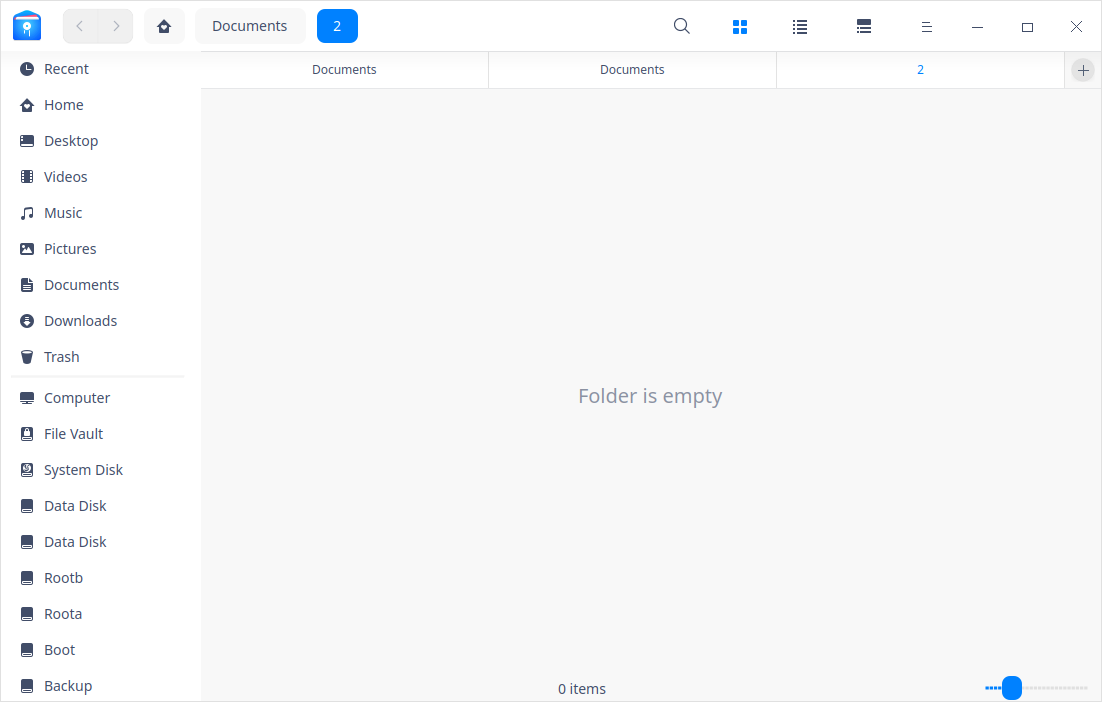 Documents
2
Recent
Home
Desktop
Videos
Music
Pictures
Documents
Downloads
Trash
Computer
File Vault
System Disk
Data Disk
Data Disk
Rootb
Roota
Boot
Backup
Documents
Documents
2
Folder is empty
0 items